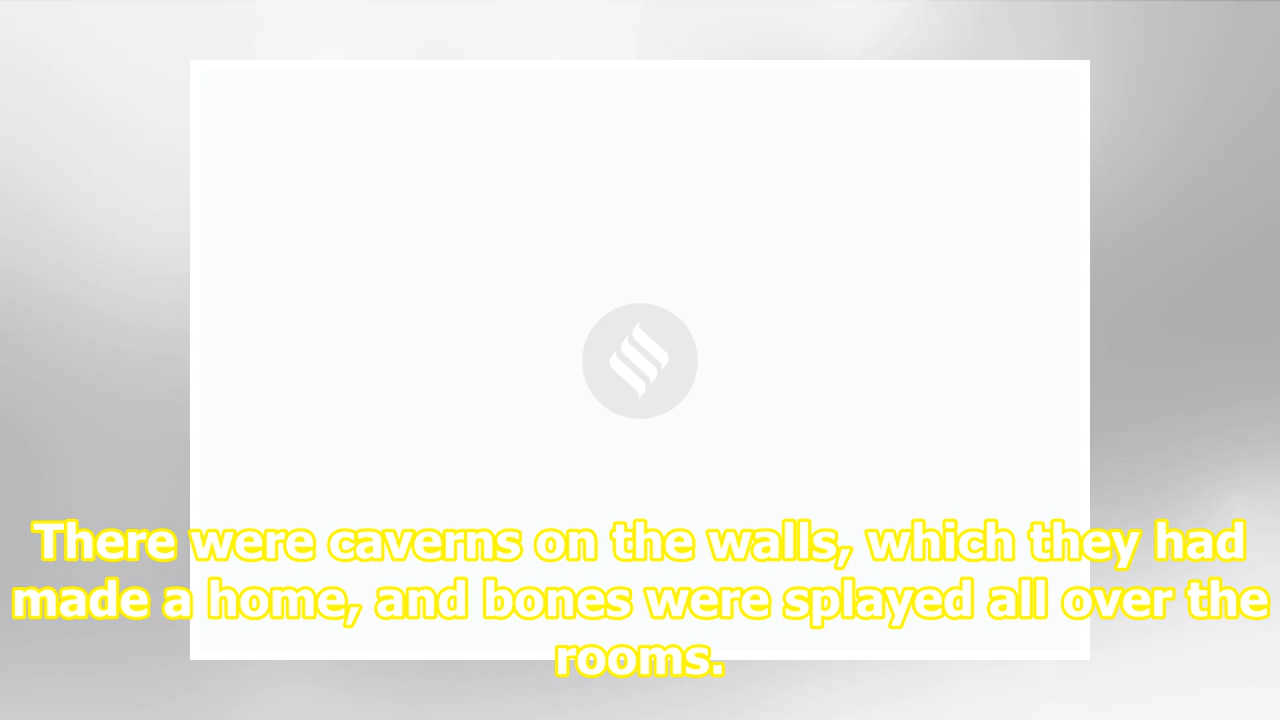 There were caverns on the walls, which they had
made a home, and bones were splayed all over the
rooms.